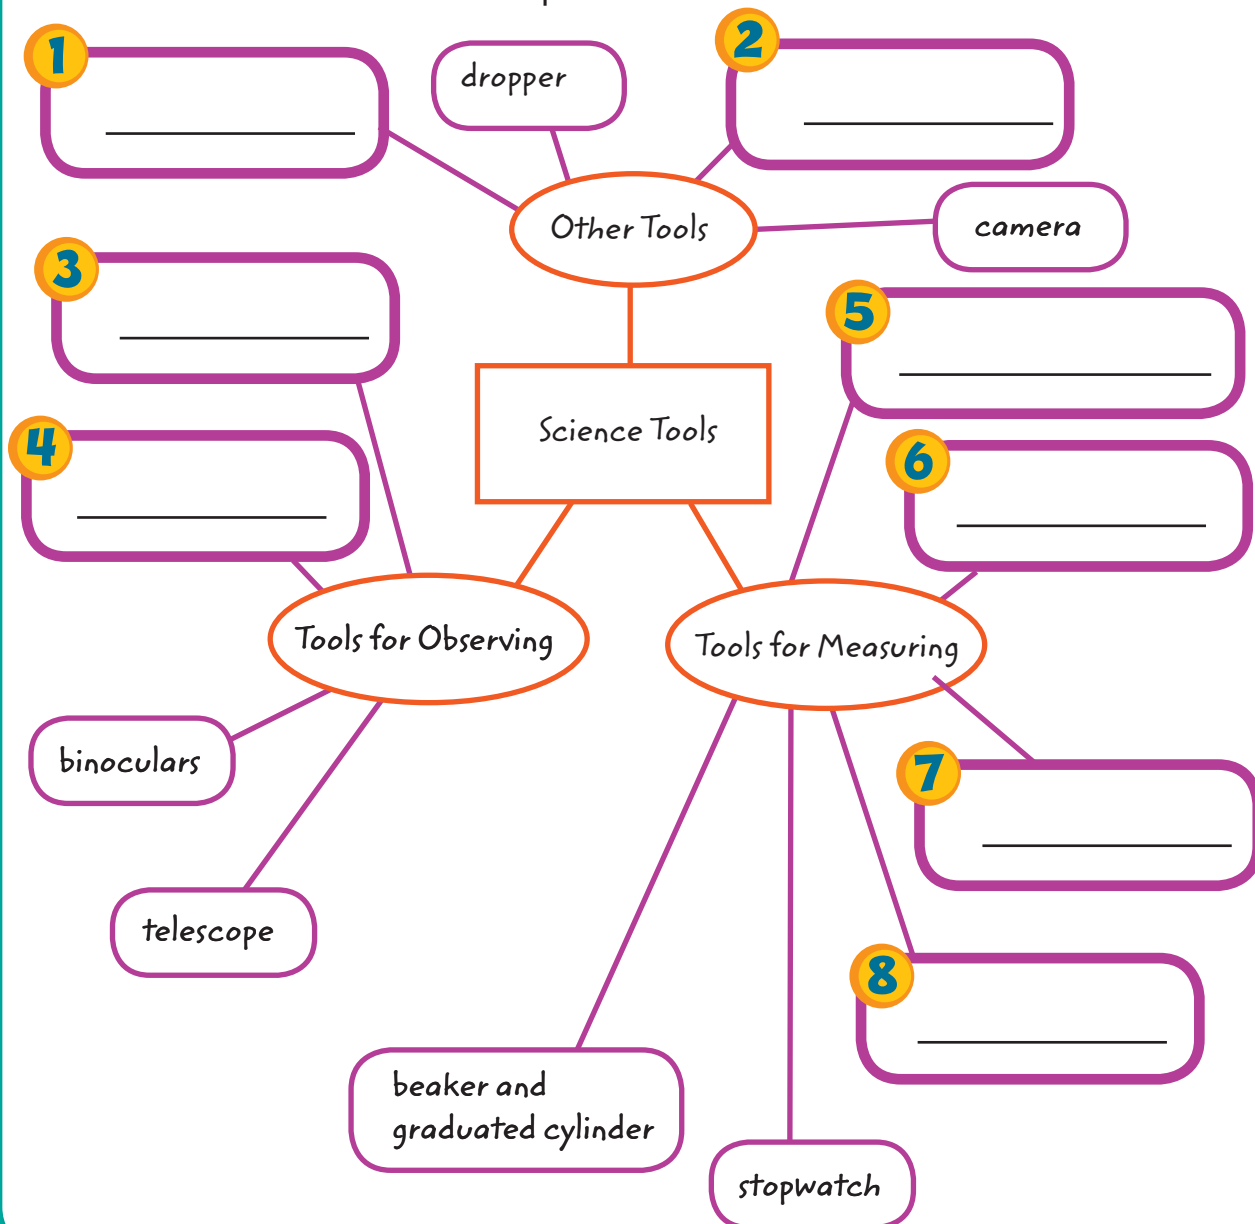 1
dropper
2
Other Tools
camera
3
5
Science Tools
4
6
Tools for Observing
Tools for Measuring
binoculars
7
telescope
8
beaker and
graduated cylinder
stopwatch